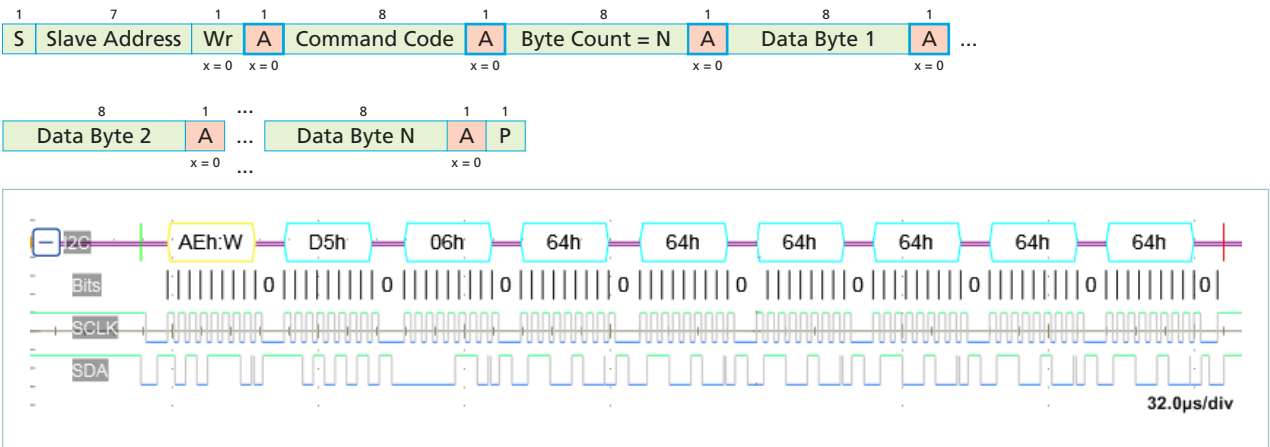 1 7 1 1 8 1 8 1 8 1
S Slave Address Wr A Command Code A Byte Count = N A Data Byte 1 A ...
x = 0 x = 0 x = 0 x = 0 x = 0
8 1 ... 8 1 1
Data Byte 2 A ... Data Byte N A P
x = 0 ... x = 0
I2C AEh:W D5h 06h 64h 64h 64h 64h 64h 64h
Bits 0 0 0 0 0 0 0 0 0
SCLK
SDA
32.0µs/div